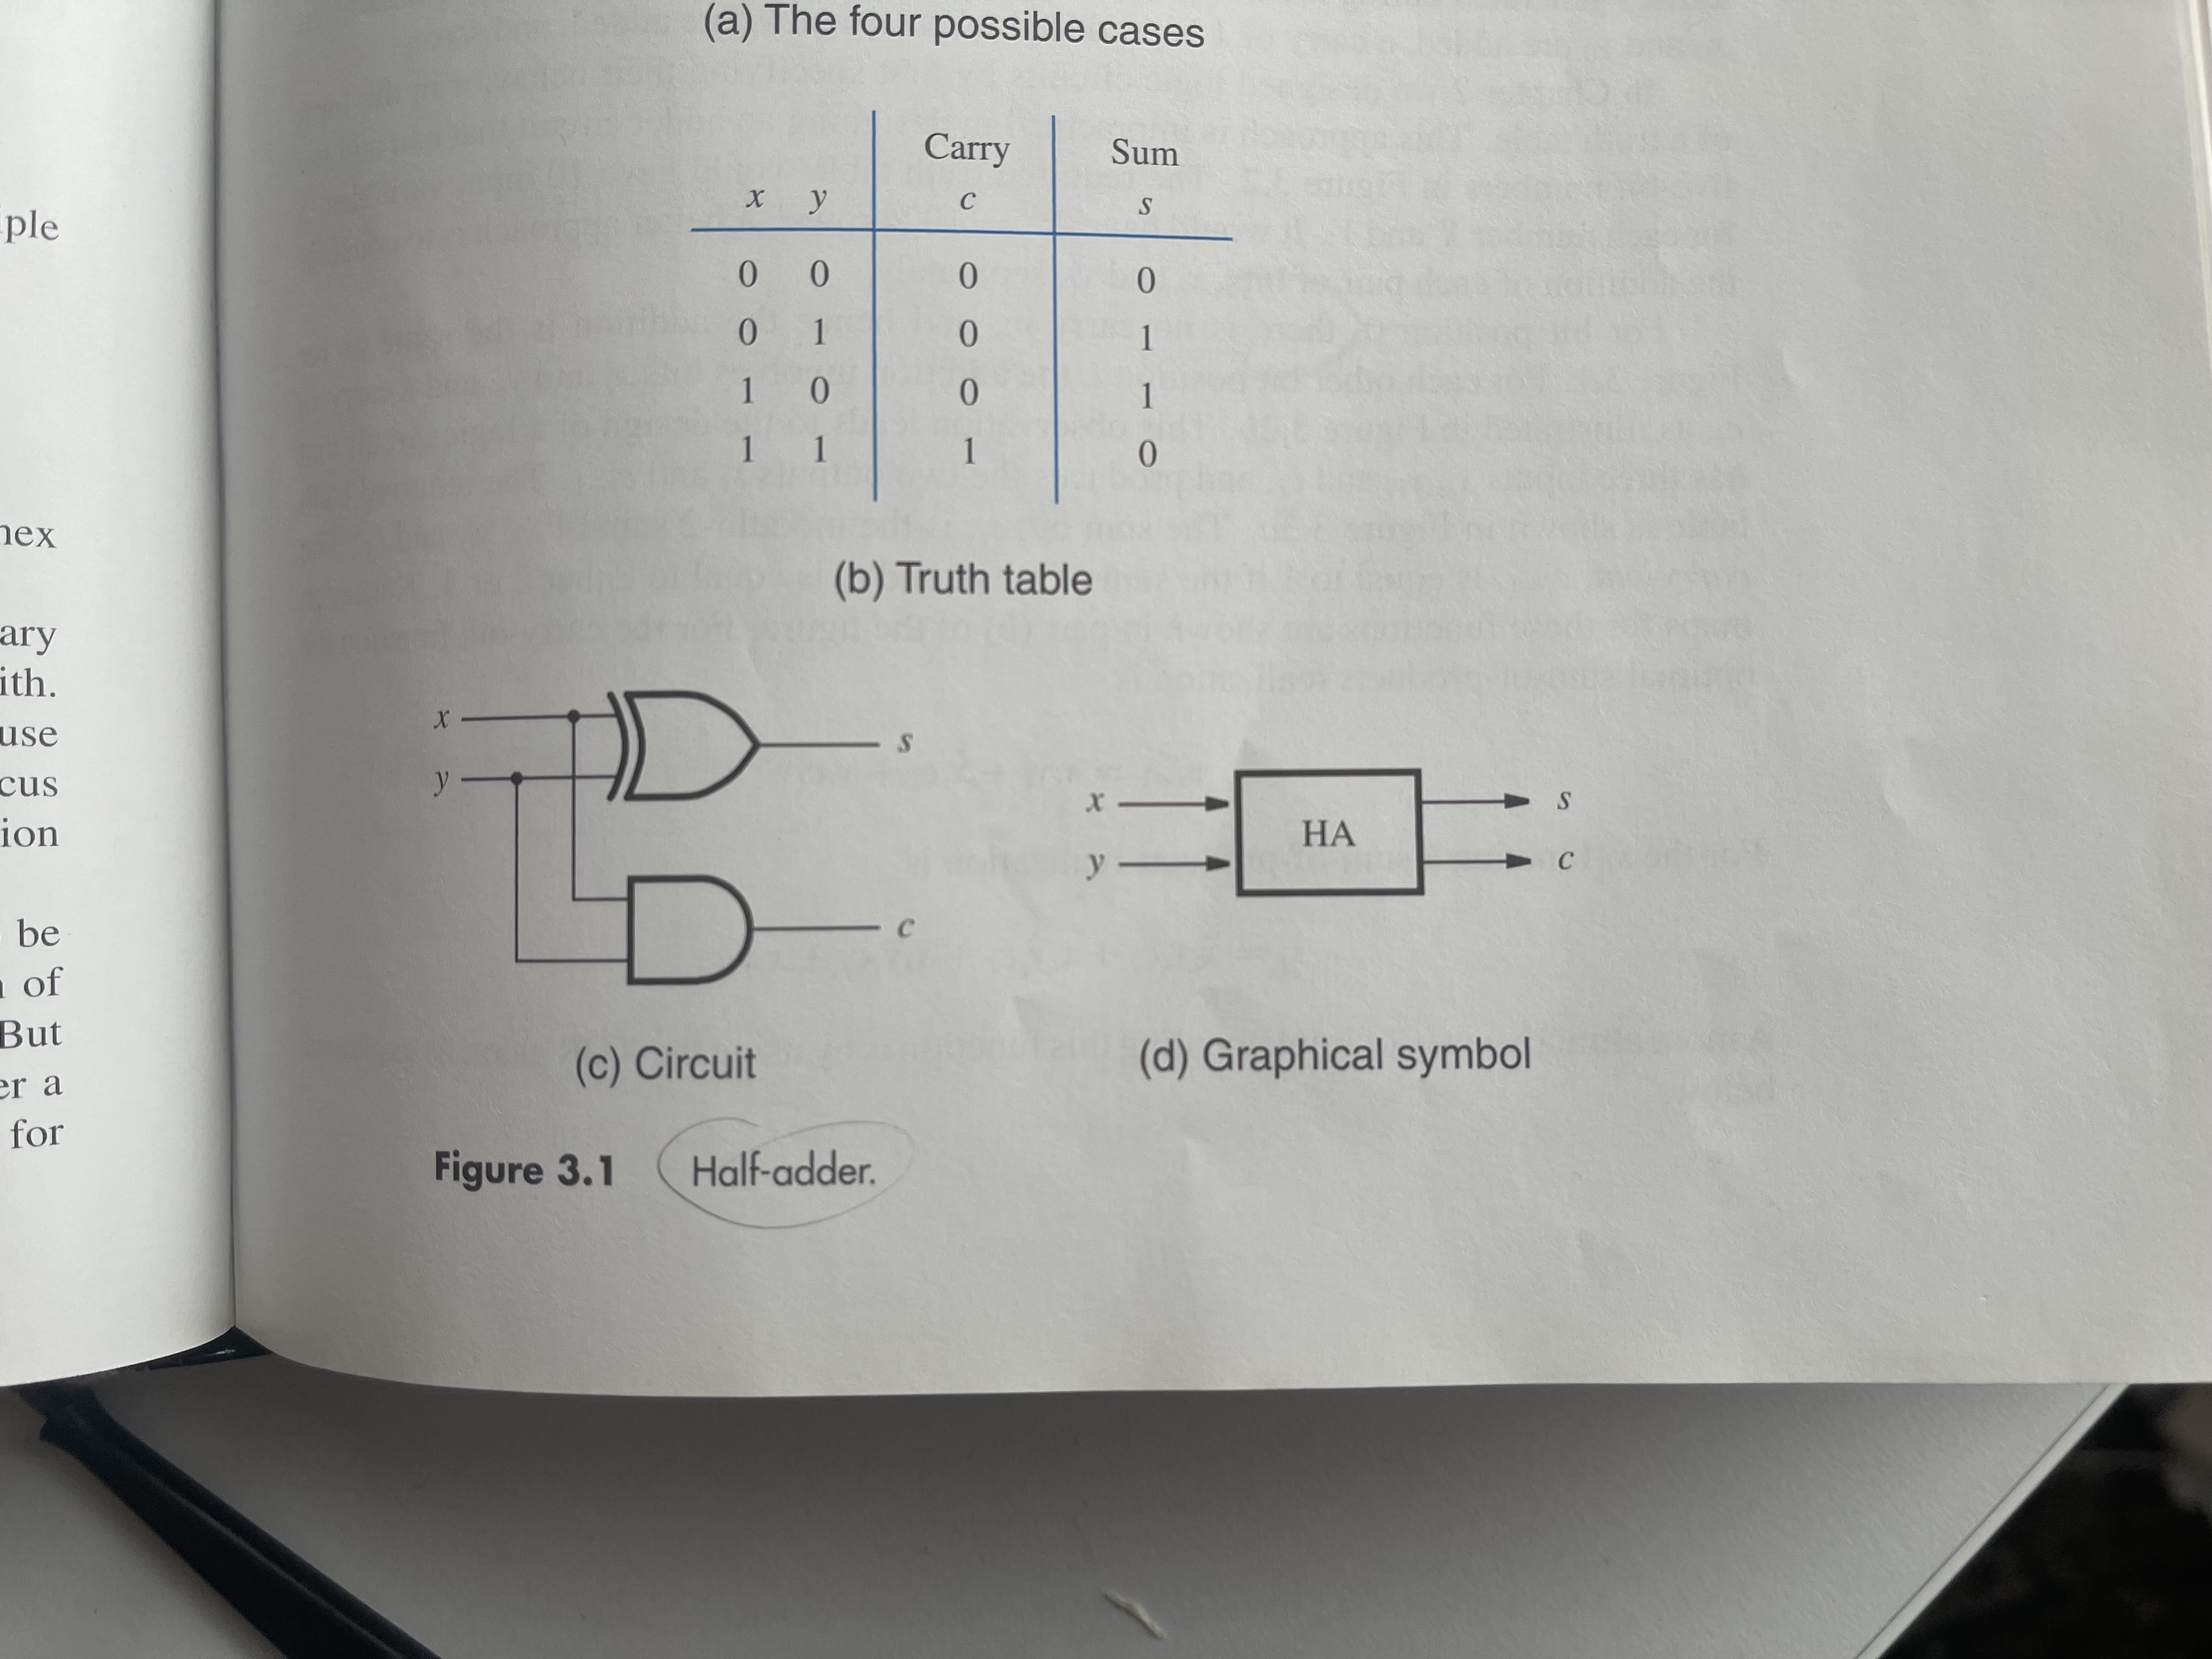 (a) The four possible cases
Carry Sum
x y c s
0 0 0 0
0 1 0 1
1 0 0 1
1 1 1 0
(b) Truth table
x
s
y
c
x
s
HA
y
c
(c) Circuit
(d) Graphical symbol
Figure 3.1 Half-adder.
ple
nex
ary
ith.
use
cus
ion
be
of
But
er a
for